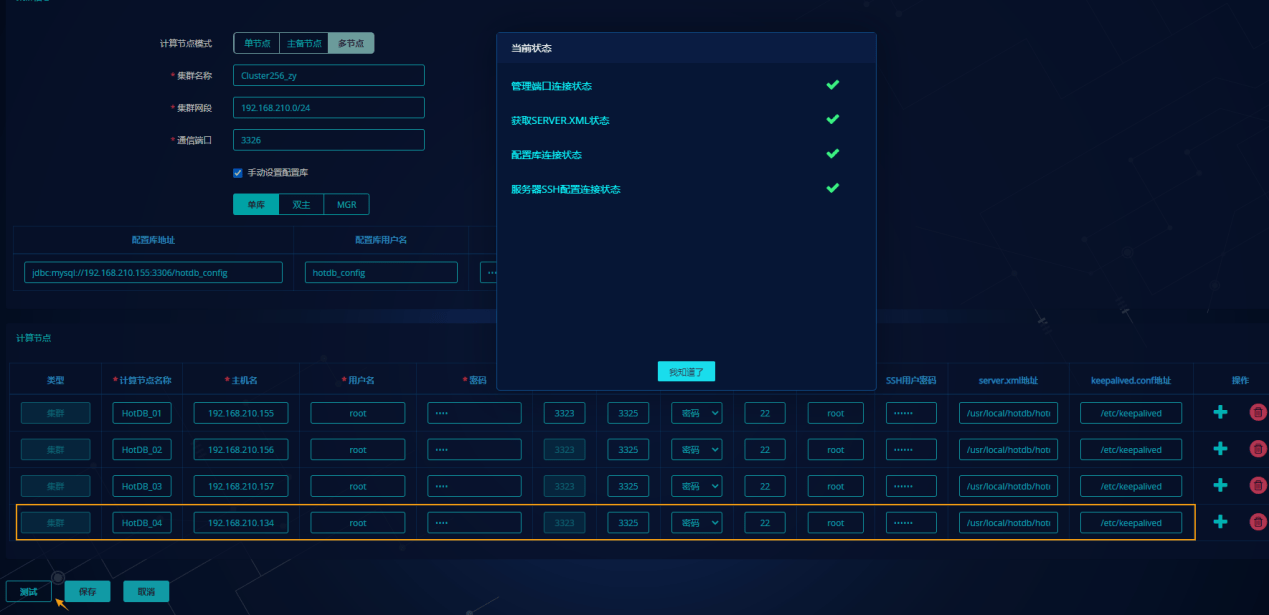 计算节点模式 单节点 主备节点 多节点
* 集群名称 Cluster256_zy
* 集群网段 192.168.210.0/24
* 通信端口 3326
手动设置配置库
单库 双主 MGR
配置库地址 配置库用户名
jdbc:mysql://192.168.210.155:3306/hotdb_config hotdb_config ···
当前状态
管理端口连接状态
获取SERVER.XML状态
配置库连接状态
服务器SSH配置连接状态
我知道了
计算节点
类型 * 计算节点名称 * 主机名 * 用户名 * 密码 SSH用户密码 server.xml地址 keepalived.conf地址 操作
集群 HotDB_01 192.168.210.155 root ···· 3323 3325 密码 22 root ······ /usr/local/hotdb/hot /etc/keepalived
集群 HotDB_02 192.168.210.156 root ···· 3323 3325 密码 22 root ······ /usr/local/hotdb/hot /etc/keepalived
集群 HotDB_03 192.168.210.157 root ···· 3323 3325 密码 22 root ······ /usr/local/hotdb/hot /etc/keepalived
集群 HotDB_04 192.168.210.134 root ···· 3323 3325 密码 22 root ······ /usr/local/hotdb/hot /etc/keepalived
测试 保存 取消